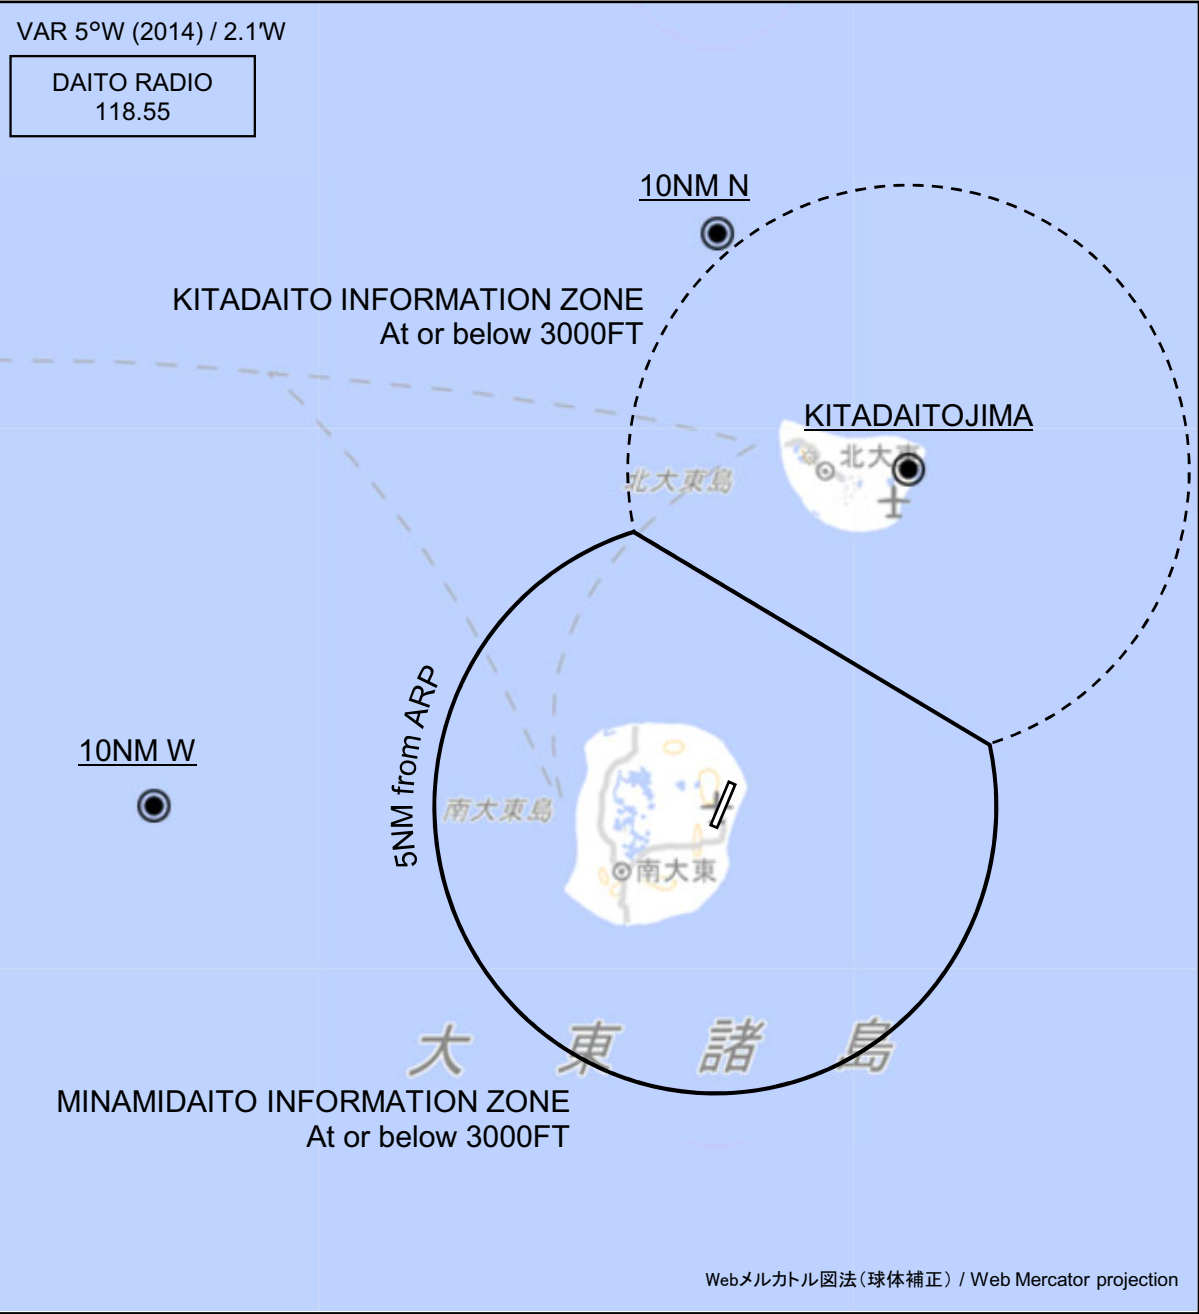 VAR 5°W (2014) / 2.1'W
DAITO RADIO
118.55
10NM N
KITADAITO INFORMATION ZONE
At or below 3000FT
KITADAITOJIMA
北大東
北大東島
5NM from ARP
10NM W
南大東島
南大東
大東諸島
MINAMIDAITO INFORMATION ZONE
At or below 3000FT
Webメルカトル図法（球体補正） / Web Mercator projection